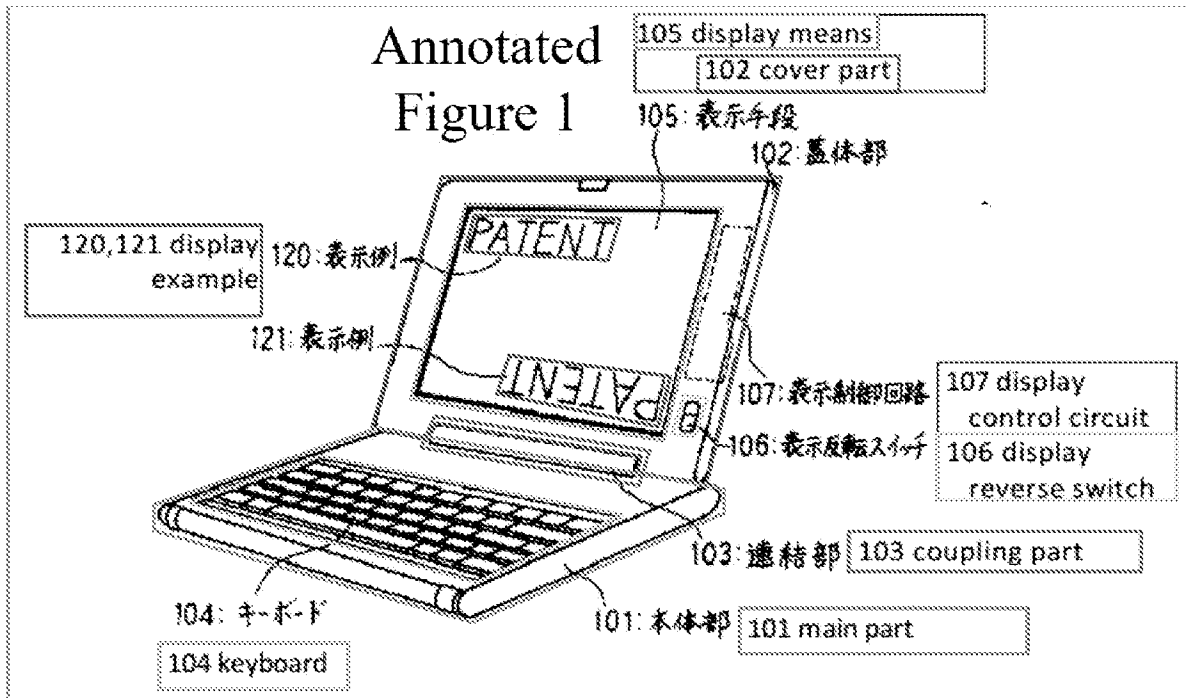 Annotated
Figure 1
105 display means
102 cover part
105: 表示手段
102: 蓋体部
PATENT
120,121 display
example
120: 表示例
121: 表示例
PATENT
107: 表示制御回路
107 display
control circuit
106: 表示反転スイッチ
106 display
reverse switch
103: 連結部
103 coupling part
104: キーボード
104 keyboard
101: 本体部
101 main part